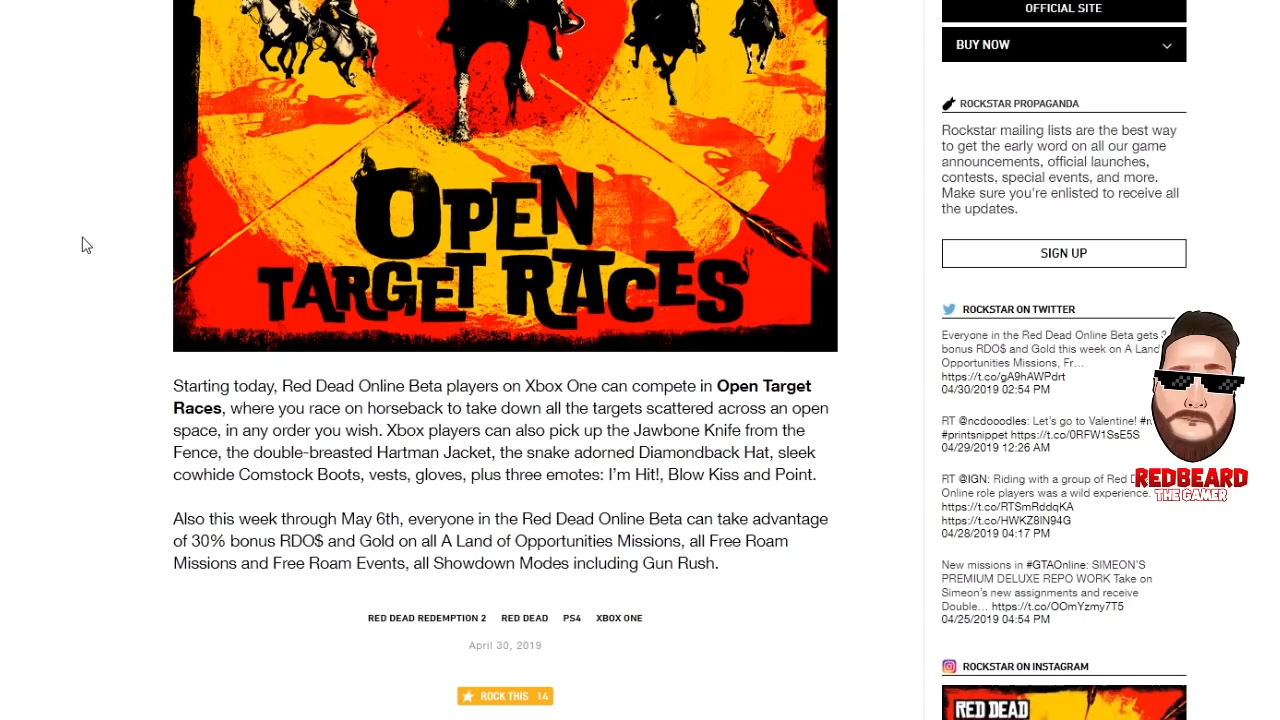 OPEN
TARGET RACES
Starting today, Red Dead Online Beta players on Xbox One can compete in Open Target
Races, where you race on horseback to take down all the targets scattered across an open
space, in any order you wish. Xbox players can also pick up the Jawbone Knife from the
Fence, the double-breasted Hartman Jacket, the snake adorned Diamondback Hat, sleek
cowhide Comstock Boots, vests, gloves, plus three emotes: I'm Hit!, Blow Kiss and Point.
Also this week through May 6th, everyone in the Red Dead Online Beta can take advantage
of 30% bonus RDO$ and Gold on all A Land of Opportunities Missions, all Free Roam
Missions and Free Roam Events, all Showdown Modes including Gun Rush.
RED DEAD REDEMPTION 2 RED DEAD PS4 XBOX ONE
April 30, 2019
ROCK THIS 14
OFFICIAL SITE
BUY NOW
ROCKSTAR PROPAGANDA
Rockstar mailing lists are the best way
to get the early word on all our game
announcements, official launches,
contests, special events, and more.
Make sure you're enlisted to receive all
the updates.
SIGN UP
ROCKSTAR ON TWITTER
Everyone in the Red Dead Online Beta gets
bonus RDO$ and Gold this week on A Land
Opportunities Missions, Fr…
https://t.co/gA9hAWPdrt
04/30/2019 02:54 PM
RT @ncdooodles: Let's go to Valentine!
#printsnippet https://t.co/0RFW1SsE5S
04/29/2019 12:26 AM
RT @IGN: Riding with a group of Red
Online role players was a wild experience.
https://t.co/RTSmRddqKA
https://t.co/HWKZ8lN94G
04/28/2019 04:17 PM
New missions in #GTAOnline: SIMEON'S
PREMIUM DELUXE REPO WORK Take on
Simeon's new assignments and receive
Double… https://t.co/OOmYzmy7T5
04/25/2019 04:54 PM
ROCKSTAR ON INSTAGRAM
RED DEAD
REDBEARD
THE GAMER